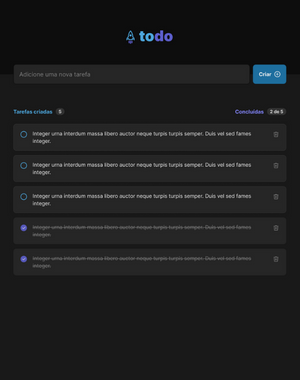 todo
Adicione uma nova tarefa
Criar
Tarefas criadas 5
Concluídas 2 de 5
Integer urna interdum massa libero auctor neque turpis turpis semper. Duis vel sed fames
integer.
Integer urna interdum massa libero auctor neque turpis turpis semper. Duis vel sed fames
integer.
Integer urna interdum massa libero auctor neque turpis turpis semper. Duis vel sed fames
integer.
Integer urna interdum massa libero auctor neque turpis turpis semper. Duis vel sed fames
integer.
Integer urna interdum massa libero auctor neque turpis turpis semper. Duis vel sed fames
integer.